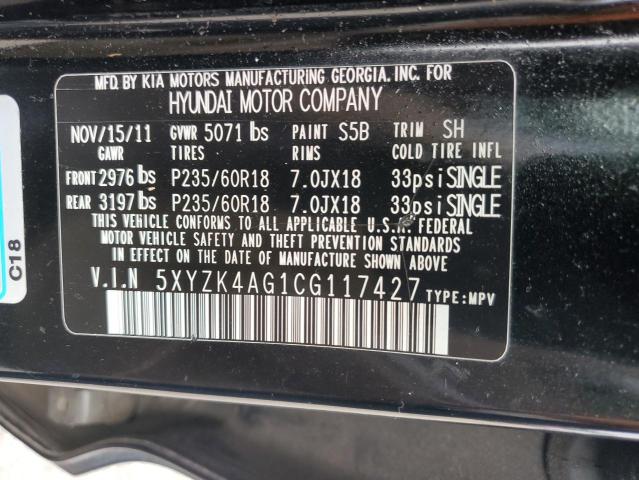 MFD. BY KIA MOTORS MANUFACTURING GEORGIA. INC. FOR
HYUNDAI MOTOR COMPANY
NOV/15/11 GVWR 5071 lbs PAINT S5B TRIM SH
GAWR TIRES RIMS COLD TIRE INFL
FRONT 2976 lbs P235/60R18 7.0JX18 33psi SINGLE
REAR 3197 lbs P235/60R18 7.0JX18 33psi SINGLE
THIS VEHICLE CONFORMS TO ALL APPLICABLE U.S.A. FEDERAL
MOTOR VEHICLE SAFETY AND THEFT PREVENTION STANDARDS
IN EFFECT ON THE DATE OF MANUFACTURE SHOWN ABOVE
V.I.N 5XYZK4AG1CG117427 TYPE: MPV
C18